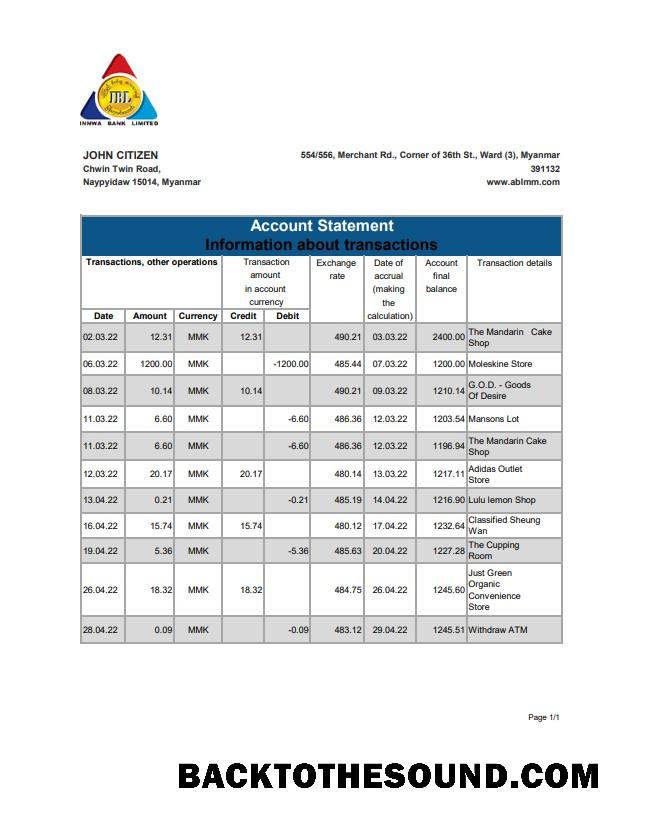 JBL
INNWA BANK LIMITED
JOHN CITIZEN
Chwin Twin Road,
Naypyidaw 15014, Myanmar
554/556, Merchant Rd., Corner of 36th St., Ward (3), Myanmar
391132
www.ablmm.com
Account Statement
Information about transactions
Transactions, other operations Transaction amount in account currency Exchange rate Date of accrual (making the calculation) Account final balance Transaction details
Date Amount Currency Credit Debit
02.03.22 12.31 MMK 12.31 490.21 03.03.22 2400.00 The Mandarin Cake Shop
06.03.22 1200.00 MMK -1200.00 485.44 07.03.22 1200.00 Moleskine Store
08.03.22 10.14 MMK 10.14 490.21 09.03.22 1210.14 G.O.D. - Goods Of Desire
11.03.22 6.60 MMK -6.60 486.36 12.03.22 1203.54 Mansons Lot
11.03.22 6.60 MMK -6.60 486.36 12.03.22 1196.94 The Mandarin Cake Shop
12.03.22 20.17 MMK 20.17 480.14 13.03.22 1217.11 Adidas Outlet Store
13.04.22 0.21 MMK -0.21 485.19 14.04.22 1216.90 Lulu lemon Shop
16.04.22 15.74 MMK 15.74 480.12 17.04.22 1232.64 Classified Sheung Wan
19.04.22 5.36 MMK -5.36 485.63 20.04.22 1227.28 The Cupping Room
26.04.22 18.32 MMK 18.32 484.75 26.04.22 1245.60 Just Green Organic Convenience Store
28.04.22 0.09 MMK -0.09 483.12 29.04.22 1245.51 Withdraw ATM
Page 1/1
BACKTOTHESOUND.COM